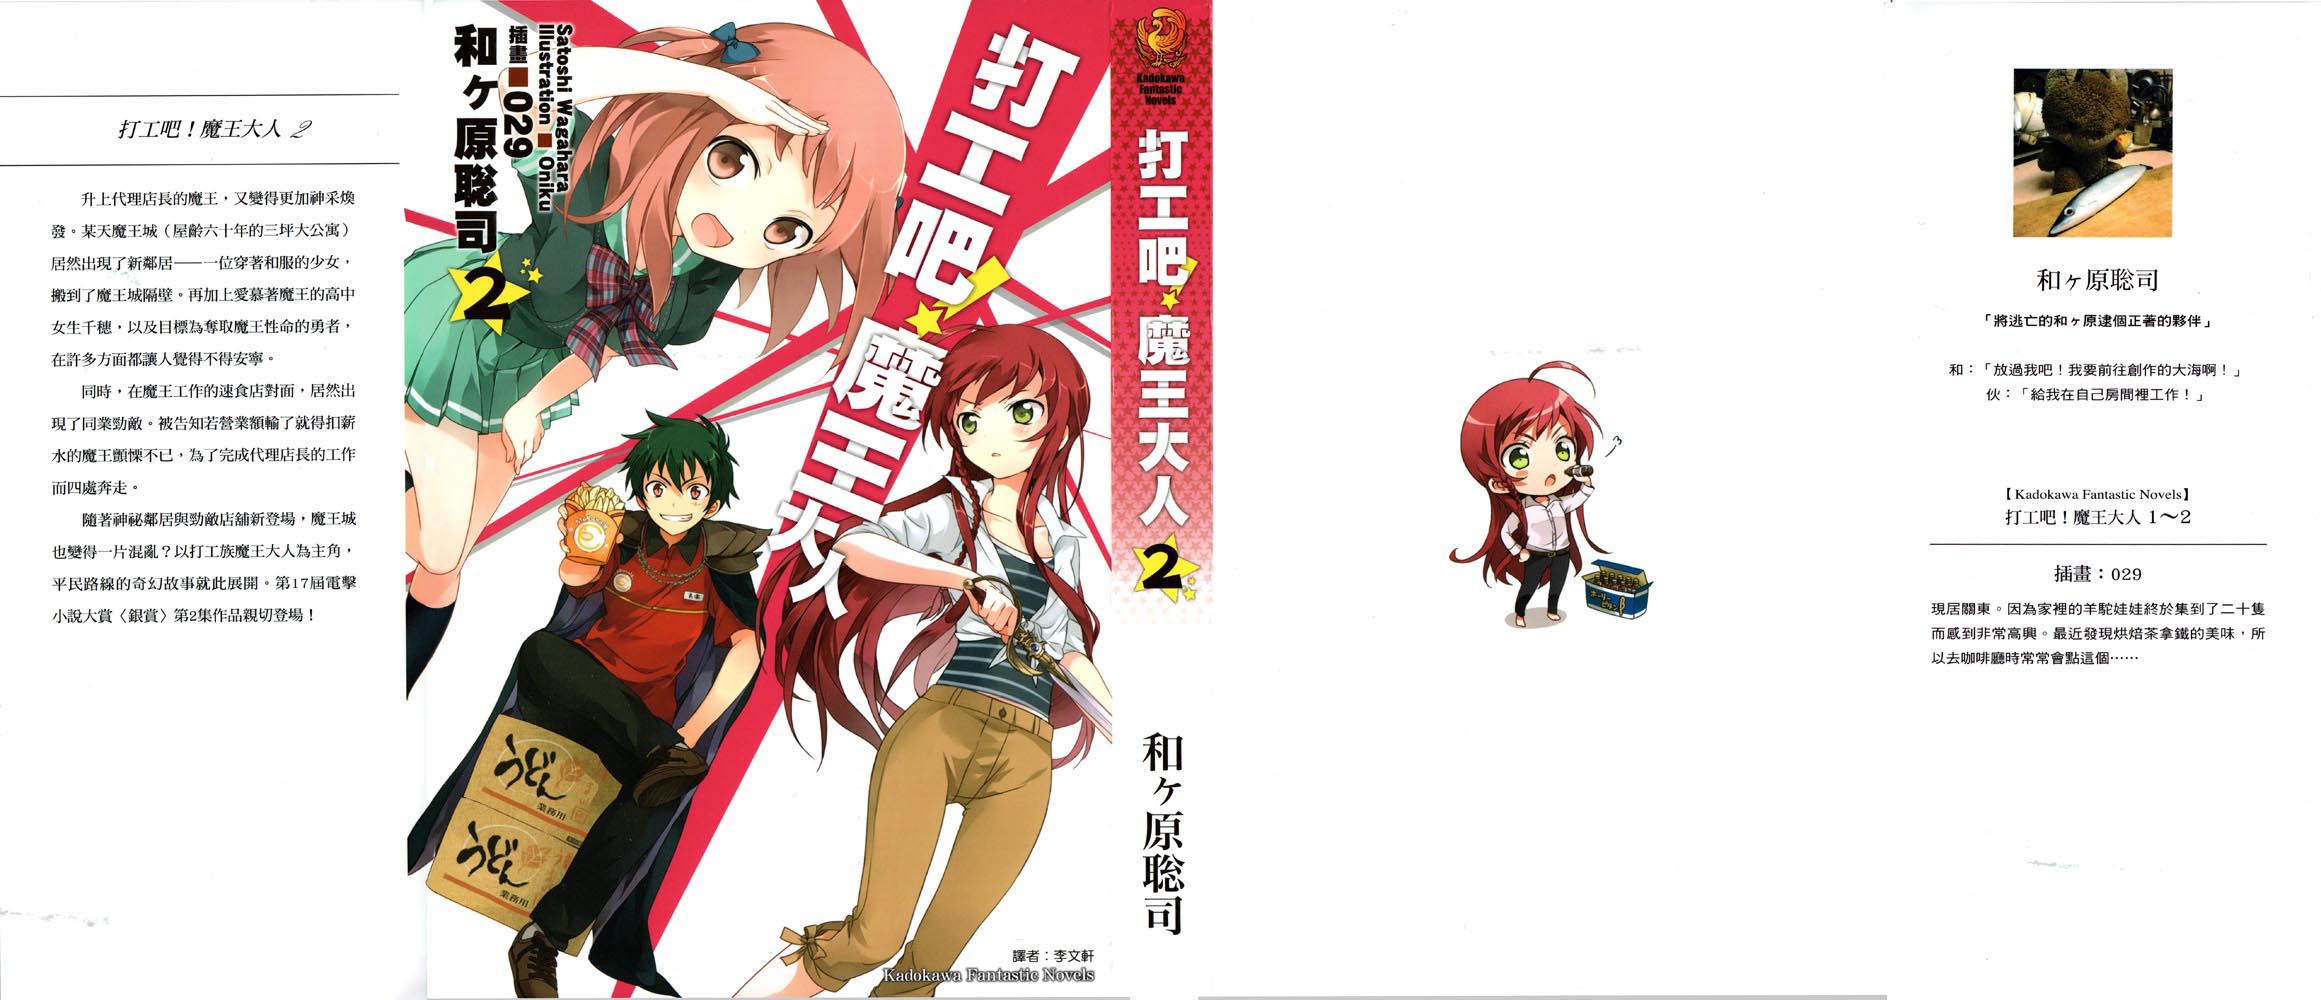 打工吧！魔王大人 2
升上代理店長的魔王，又變得更加神采煥
發。某天魔王城（屋齡六十年的三坪大公寓）
居然出現了新鄰居——一位穿著和服的少女，
搬到了魔王城隔壁。再加上愛慕著魔王的高中
女生千穗，以及目標為奪取魔王性命的勇者，
在許多方面都讓人覺得不得安寧。
同時，在魔王工作的速食店對面，居然出
現了同業勁敵。被告知若營業額輸了就得扣薪
水的魔王顫慄不已，為了完成代理店長的工作
而四處奔走。
隨著神祕鄰居與勁敵店舖新登場，魔王城
也變得一片混亂？以打工族魔王大人為主角，
平民路線的奇幻故事就此展開。第17屆電擊
小說大賞〈銀賞〉第2集作品親切登場！
Satoshi Wagahara
Illustration ■ Oniku
插畫■029
和ヶ原聡司
2
打工吧！魔王大人
うどん
業務用
うどん
業務用
譯者：李文軒
Kadokawa Fantastic Novels
Kadokawa
Fantastic
Novels
打工吧！魔王大人
2
和ヶ原聡司
ホーリー
ビタンβ
和ヶ原聡司
「將逃亡的和ヶ原逮個正著的夥伴」
和：「放過我吧！我要前往創作的大海啊！」
伙：「給我在自己房間裡工作！」
【Kadokawa Fantastic Novels】
打工吧！魔王大人 1～2
插畫：029
現居關東。因為家裡的羊駝娃娃終於集到了二十隻
而感到非常高興。最近發現烘焙茶拿鐵的美味，所
以去咖啡廳時常常會點這個……